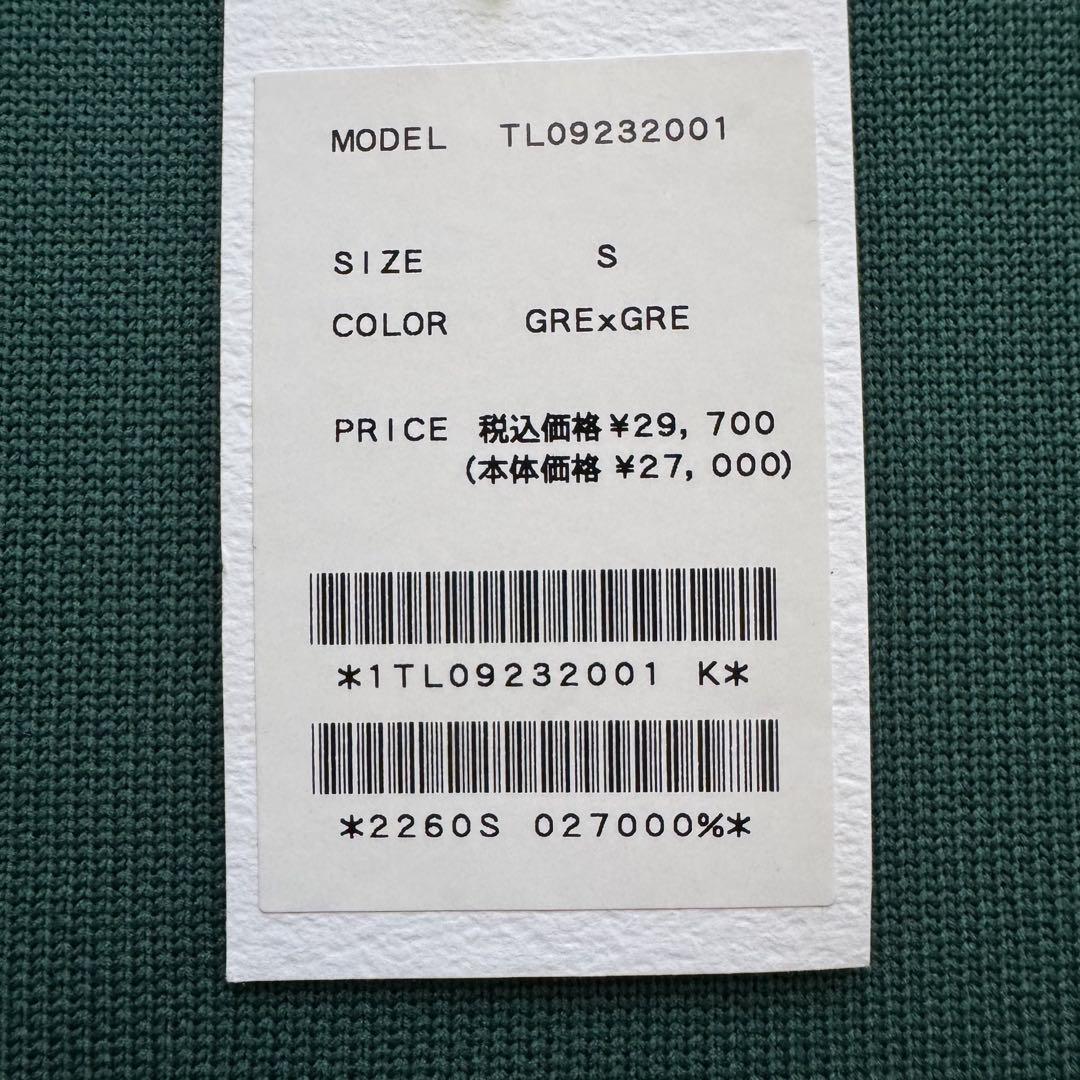 MODEL TL09232001
SIZE S
COLOR GRExGRE
PRICE 税込価格 ¥29,700
(本体価格 ¥27,000)
*1TL09232001 K*
*2260S 027000%*